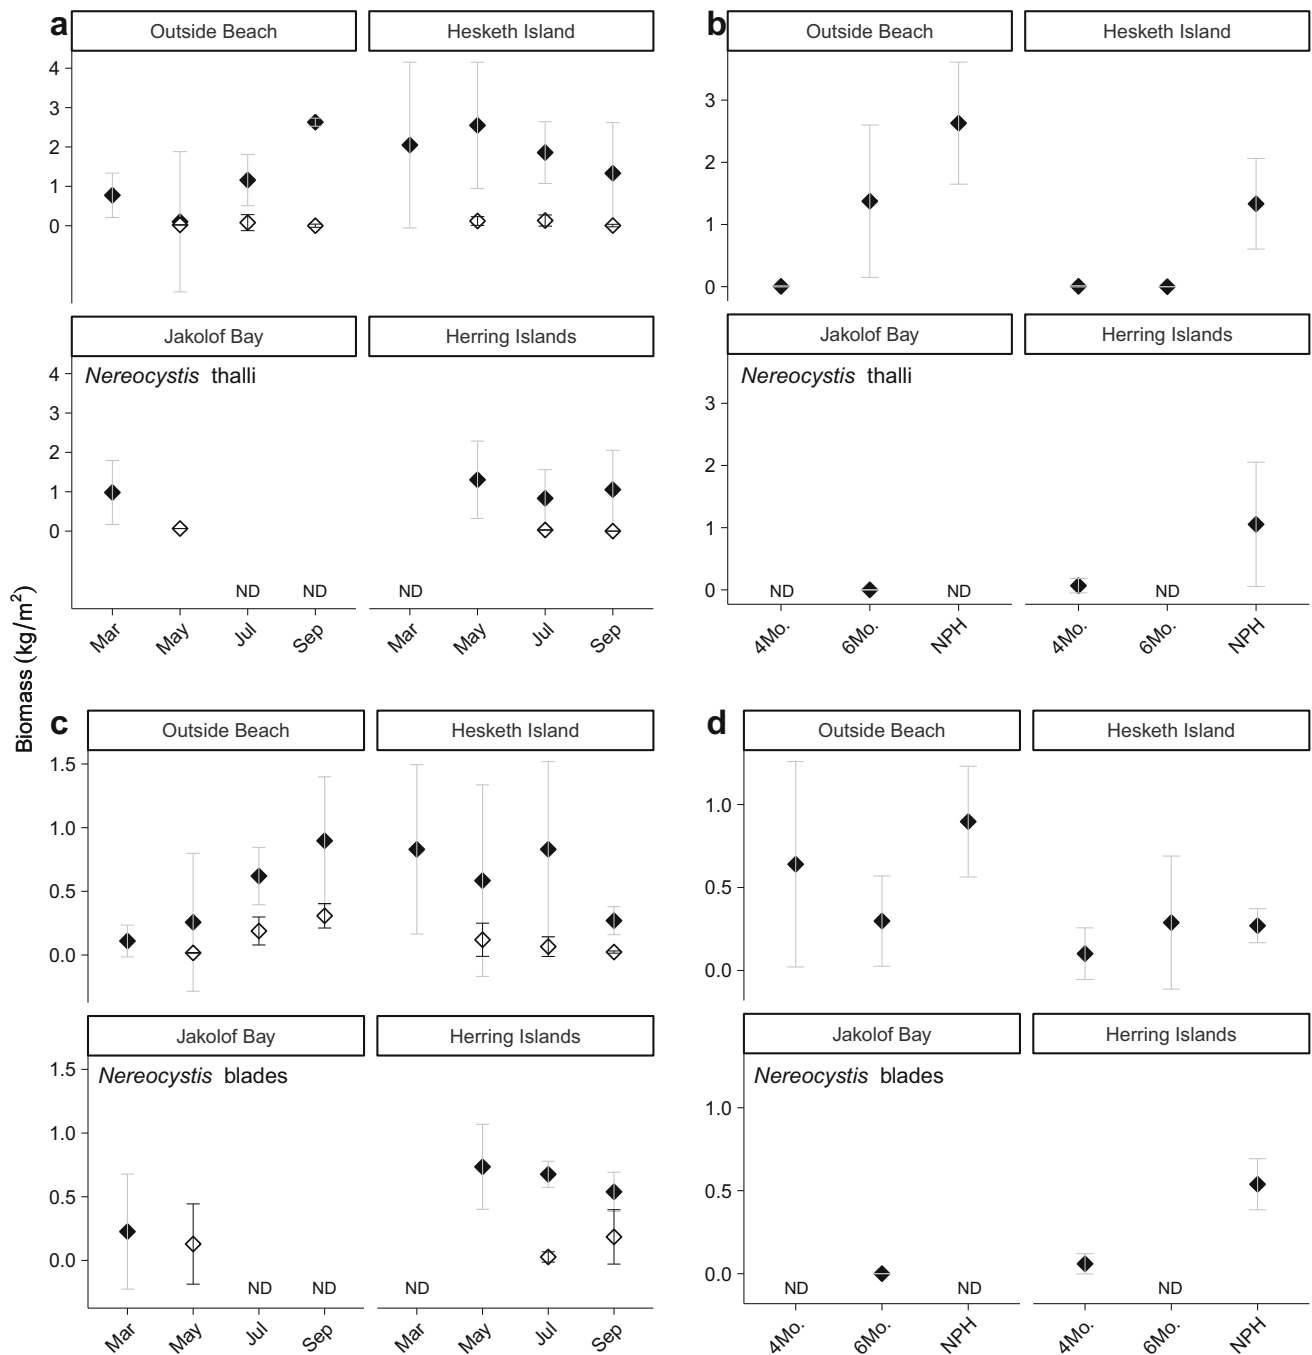 a
Outside Beach
Hesketh Island
4
3
2
1
0
Jakolof Bay
Herring Islands
Nereocystis thalli
4
3
2
1
0
ND
ND
ND
Mar
May
Jul
Sep
Mar
May
Jul
Sep
b
Outside Beach
Hesketh Island
3
2
1
0
Jakolof Bay
Herring Islands
Nereocystis thalli
3
2
1
0
ND
ND
ND
4Mo.
6Mo.
NPH
4Mo.
6Mo.
NPH
Biomass (kg/m²)
c
Outside Beach
Hesketh Island
1.5
1.0
0.5
0.0
Jakolof Bay
Herring Islands
Nereocystis blades
1.5
1.0
0.5
0.0
ND
ND
ND
Mar
May
Jul
Sep
Mar
May
Jul
Sep
d
Outside Beach
Hesketh Island
1.0
0.5
0.0
Jakolof Bay
Herring Islands
Nereocystis blades
1.0
0.5
0.0
ND
ND
ND
4Mo.
6Mo.
NPH
4Mo.
6Mo.
NPH